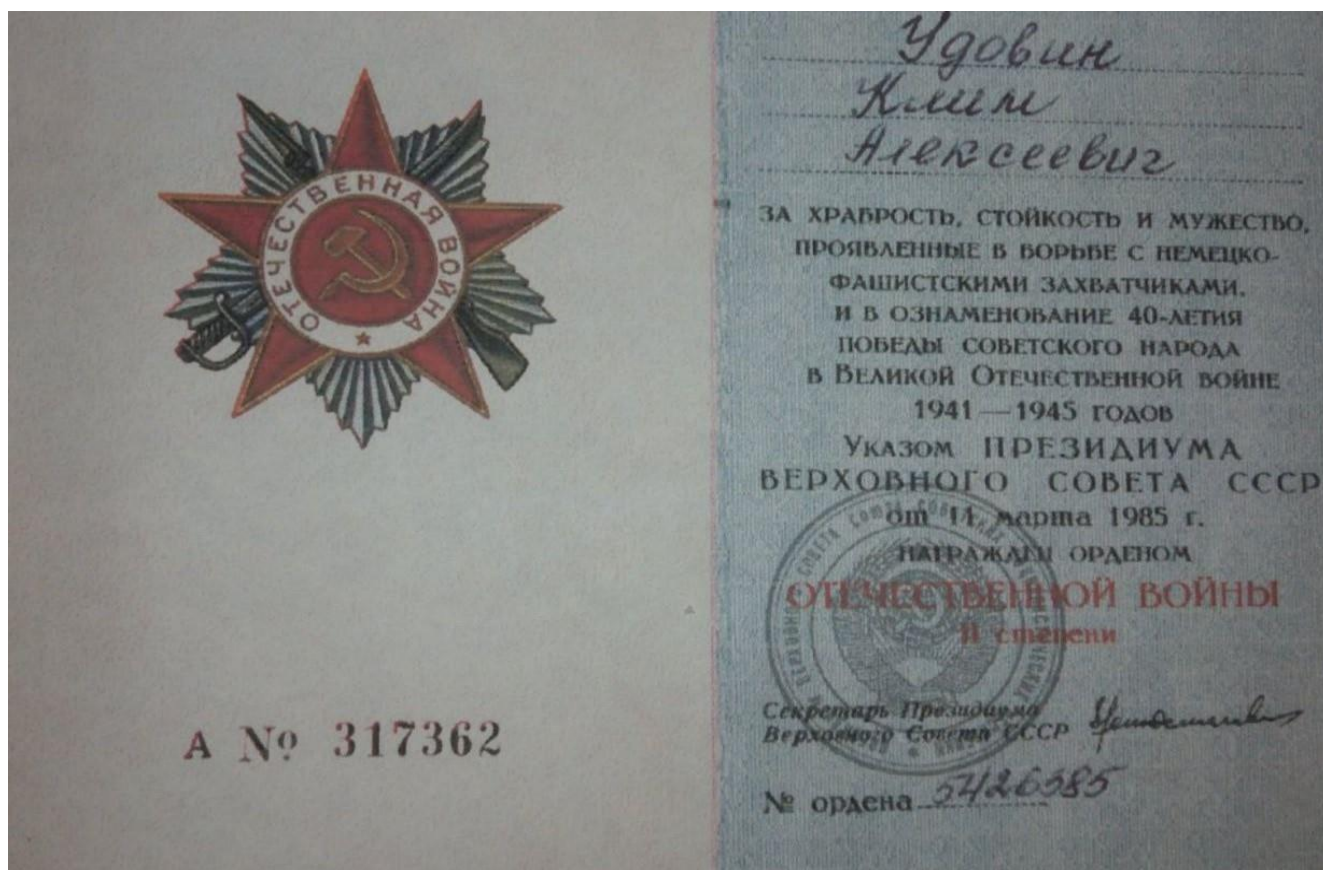 ОТЕЧЕСТВЕННАЯ ВОЙНА
А № 317362
Удовин
Клим
Алексеевич
ЗА ХРАБРОСТЬ, СТОЙКОСТЬ И МУЖЕСТВО,
ПРОЯВЛЕННЫЕ В БОРЬБЕ С НЕМЕЦКО-
ФАШИСТСКИМИ ЗАХВАТЧИКАМИ,
И В ОЗНАМЕНОВАНИЕ 40-ЛЕТИЯ
ПОБЕДЫ СОВЕТСКОГО НАРОДА
В ВЕЛИКОЙ ОТЕЧЕСТВЕННОЙ ВОЙНЕ
1941 — 1945 ГОДОВ
УКАЗОМ ПРЕЗИДИУМА
ВЕРХОВНОГО СОВЕТА СССР
от 11 марта 1985 г.
НАГРАЖДЕН ОРДЕНОМ
ОТЕЧЕСТВЕННОЙ ВОЙНЫ
II степени
Секретарь Президиума
Верховного Совета СССР
№ ордена 5426585